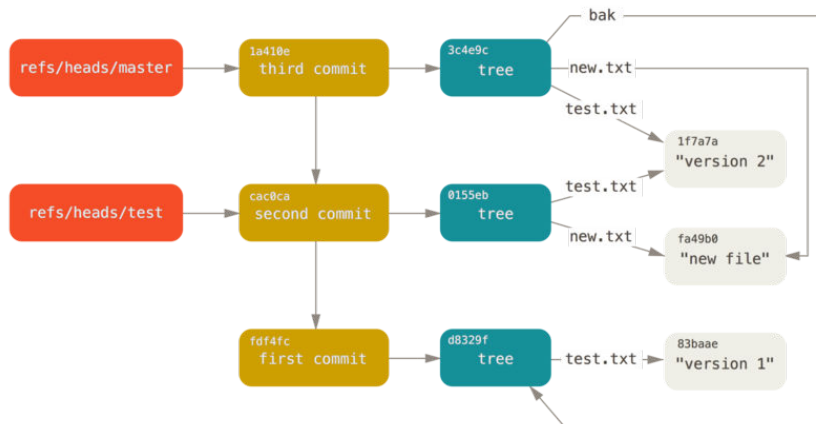 bak
refs/heads/master
1a410e
third commit
3c4e9c
tree
new.txt
test.txt
1f7a7a
"version 2"
refs/heads/test
cac0ca
second commit
0155eb
tree
test.txt
new.txt
fa49b0
"new file"
fdf4fc
first commit
d8329f
tree
test.txt
83baae
"version 1"